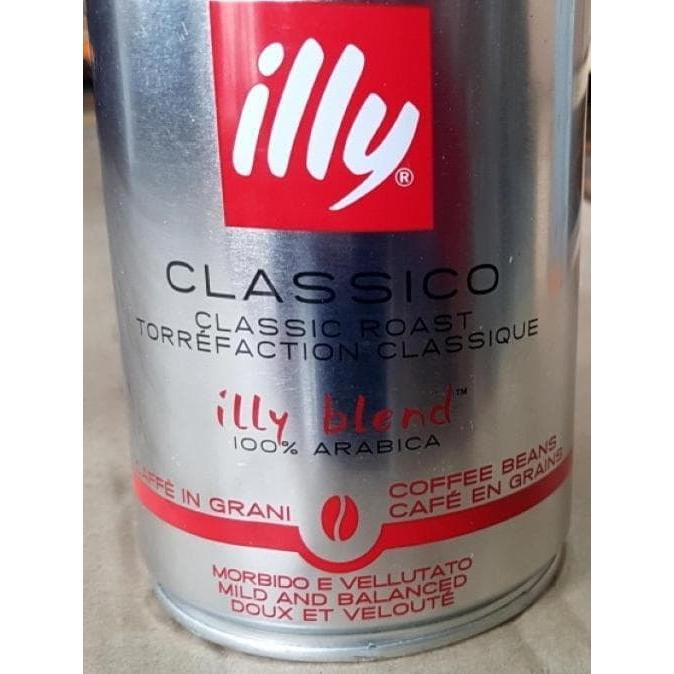 illy®
CLASSICO
CLASSIC ROAST
TORRÉFACTION CLASSIQUE
illy blend™
100% ARABICA
CAFFÈ IN GRANI
COFFEE BEANS
CAFÉ EN GRAINS
MORBIDO E VELLUTATO
MILD AND BALANCED
DOUX ET VELOUTÉ